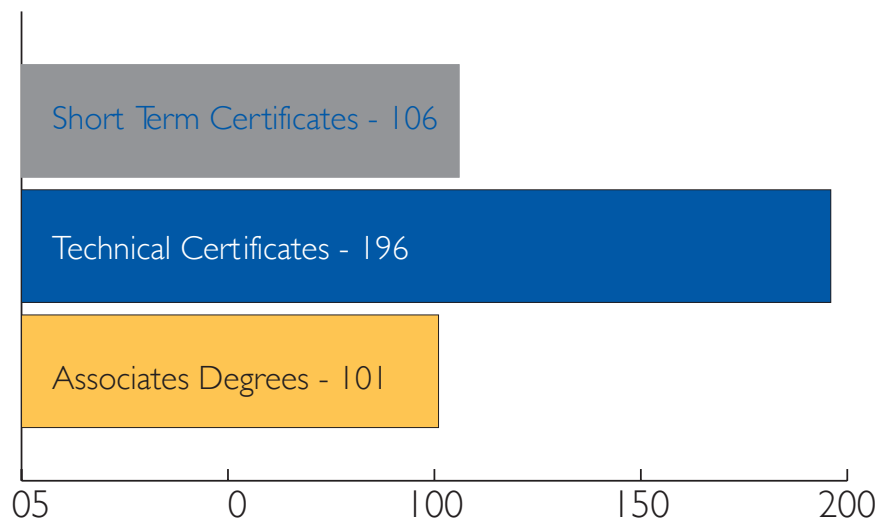 Short Term Certificates - 106
Technical Certificates - 196
Associates Degrees - 101
05 0 100 150 200